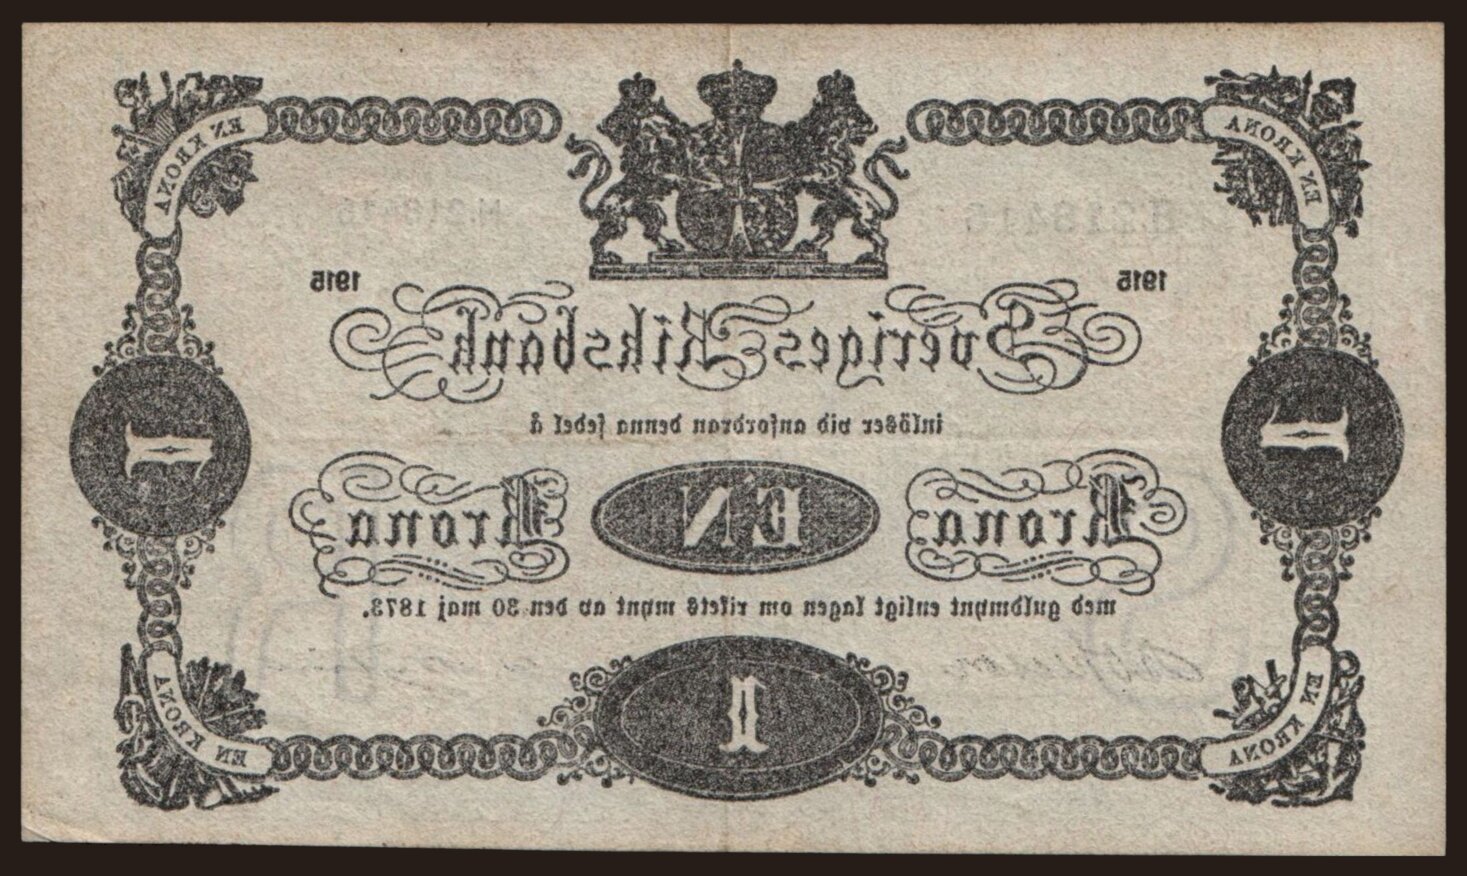 EN KRONA
EN KRONA
1915
1915
Sveriges Riksbank
inlöser vid anfordran denna sedel å
1
1
Krona
EN
Krona
med guldmynt enligt lagen om rikets mynt av den 30 maj 1873.
1
EN KRONA
EN KRONA